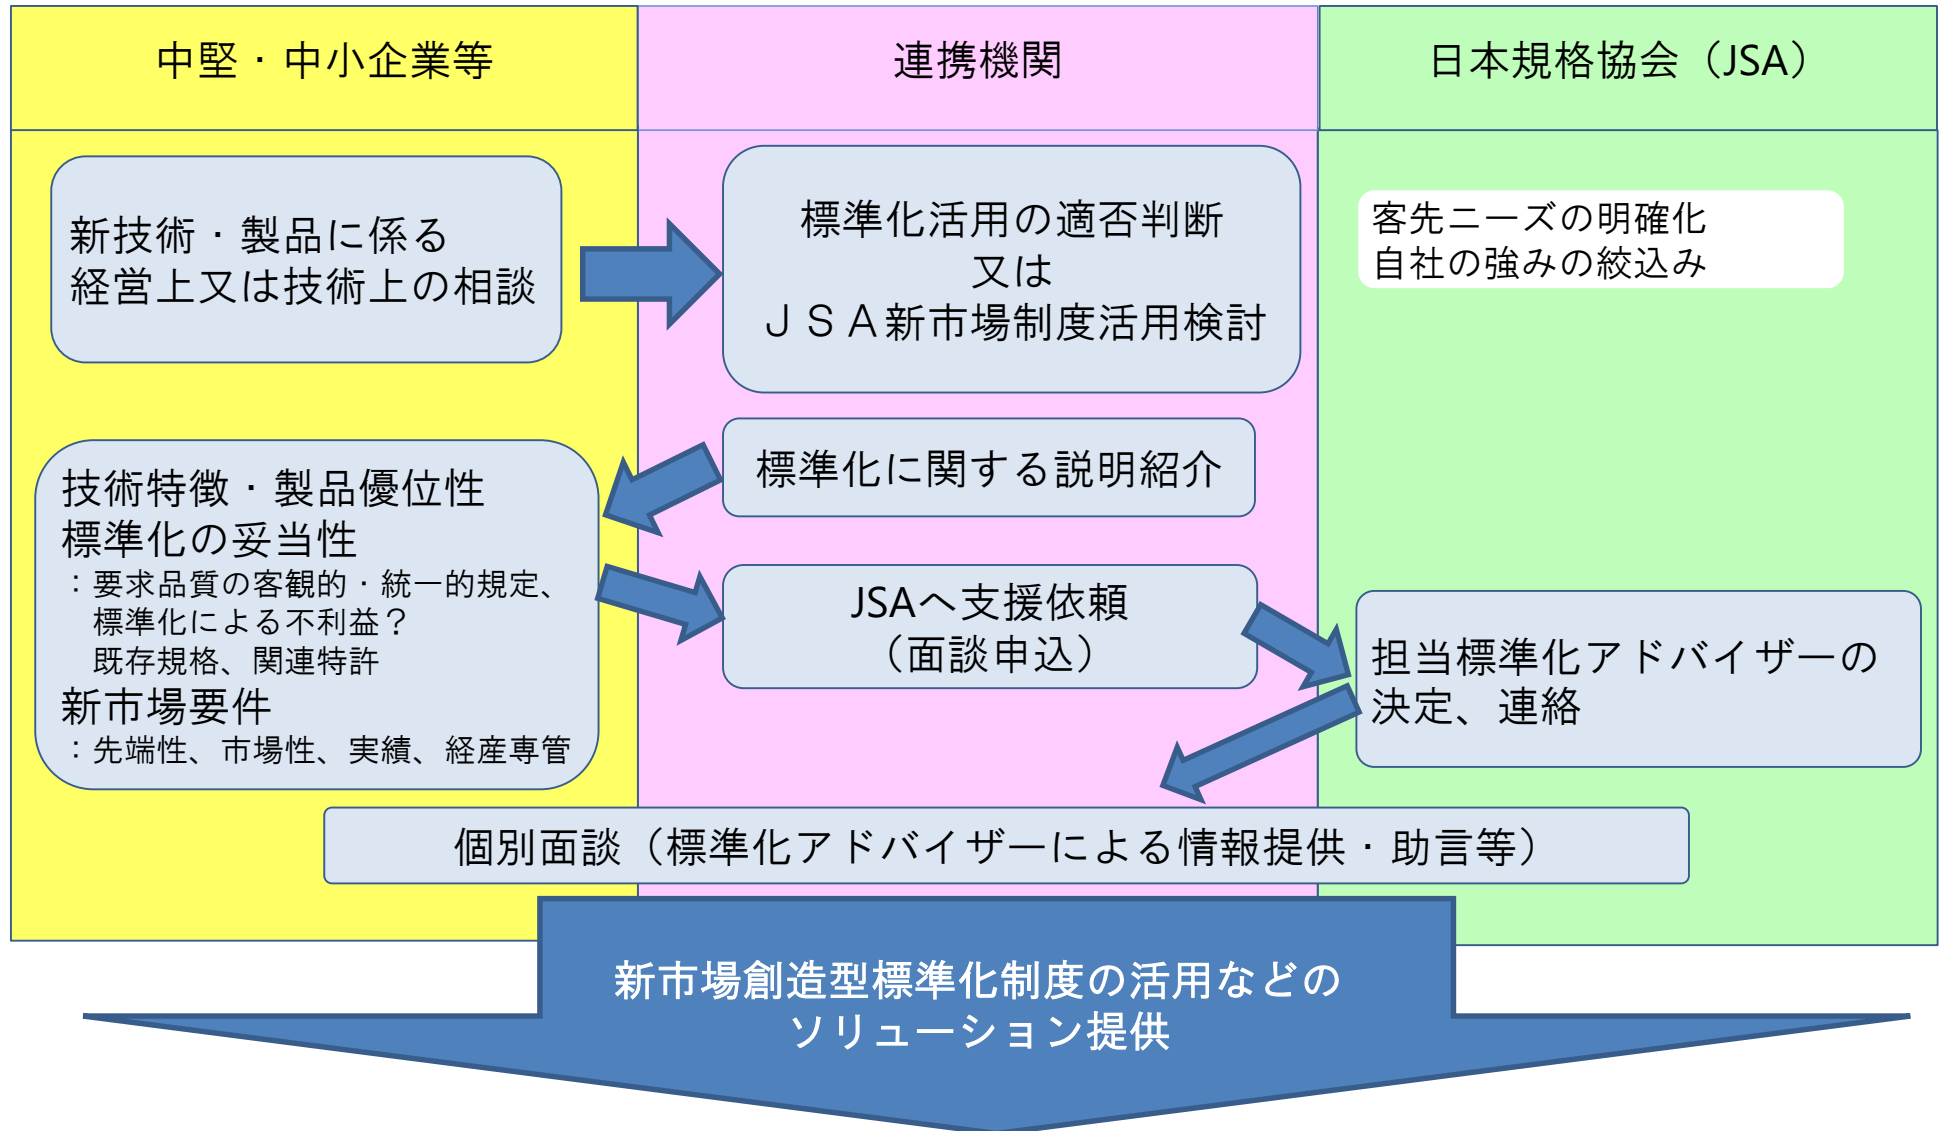 中堅・中小企業等
連携機関
日本規格協会（JSA）
新技術・製品に係る
経営上又は技術上の相談
標準化活用の適否判断
又は
ＪＳＡ新市場制度活用検討
客先ニーズの明確化
自社の強みの絞込み
標準化に関する説明紹介
技術特徴・製品優位性
標準化の妥当性
：要求品質の客観的・統一的規定、
標準化による不利益？
既存規格、関連特許
新市場要件
：先端性、市場性、実績、経産専管
JSAへ支援依頼
（面談申込）
担当標準化アドバイザーの
決定、連絡
個別面談（標準化アドバイザーによる情報提供・助言等）
新市場創造型標準化制度の活用などの
ソリューション提供